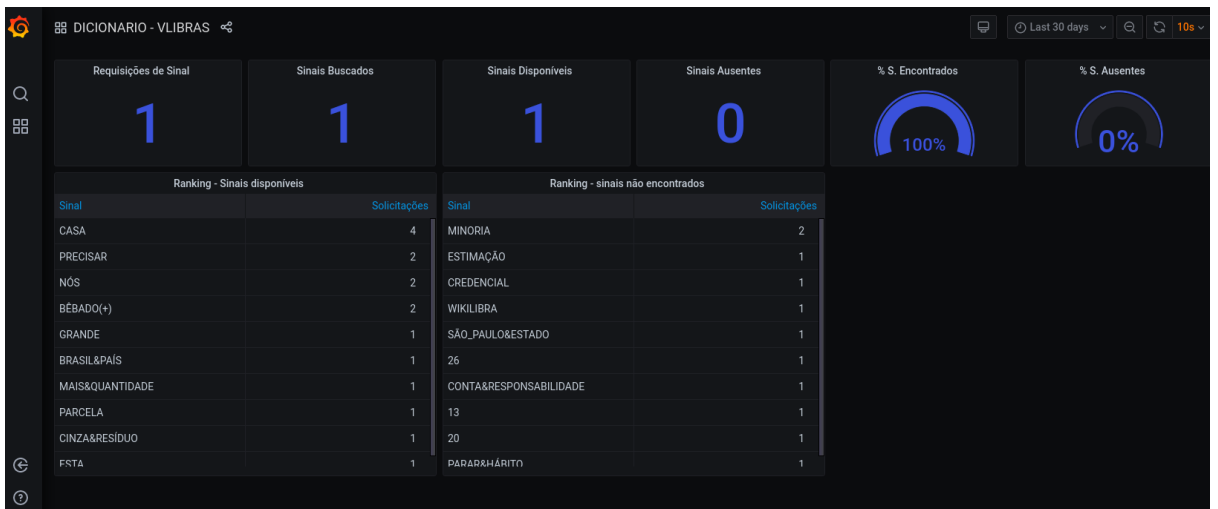 DICIONARIO - VLIBRAS
Last 30 days
10s
Requisições de Sinal
1
Sinais Buscados
1
Sinais Disponíveis
1
Sinais Ausentes
0
% S. Encontrados
100%
% S. Ausentes
0%
Ranking - Sinais disponíveis
Sinal Solicitações
CASA 4
PRECISAR 2
NÓS 2
BÊBADO(+) 2
GRANDE 1
BRASIL&PAÍS 1
MAIS&QUANTIDADE 1
PARCELA 1
CINZA&RESÍDUO 1
ESTA 1
Ranking - sinais não encontrados
Sinal Solicitações
MINORIA 2
ESTIMAÇÃO 1
CREDENCIAL 1
WIKILIBRA 1
SÃO_PAULO&ESTADO 1
26 1
CONTA&RESPONSABILIDADE 1
13 1
20 1
PARAR&HÁBITO 1